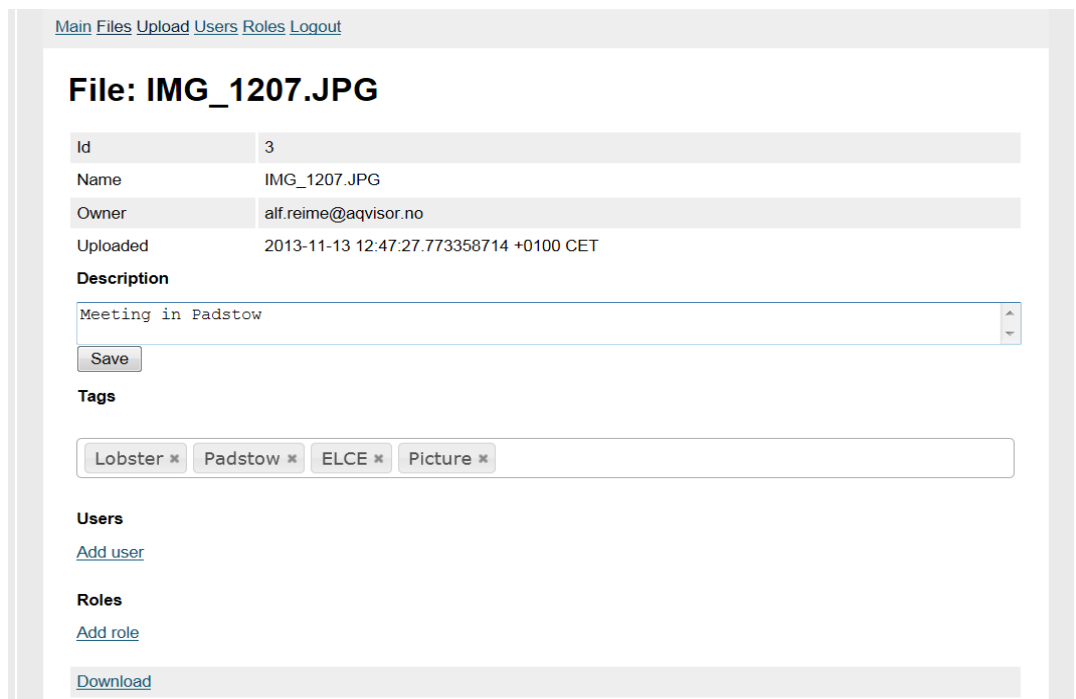 Main Files Upload Users Roles Logout
File: IMG_1207.JPG
Id 3
Name IMG_1207.JPG
Owner alf.reime@aqvisor.no
Uploaded 2013-11-13 12:47:27.773358714 +0100 CET
Description
Meeting in Padstow
Save
Tags
Lobster × Padstow × ELCE × Picture ×
Users
Add user
Roles
Add role
Download